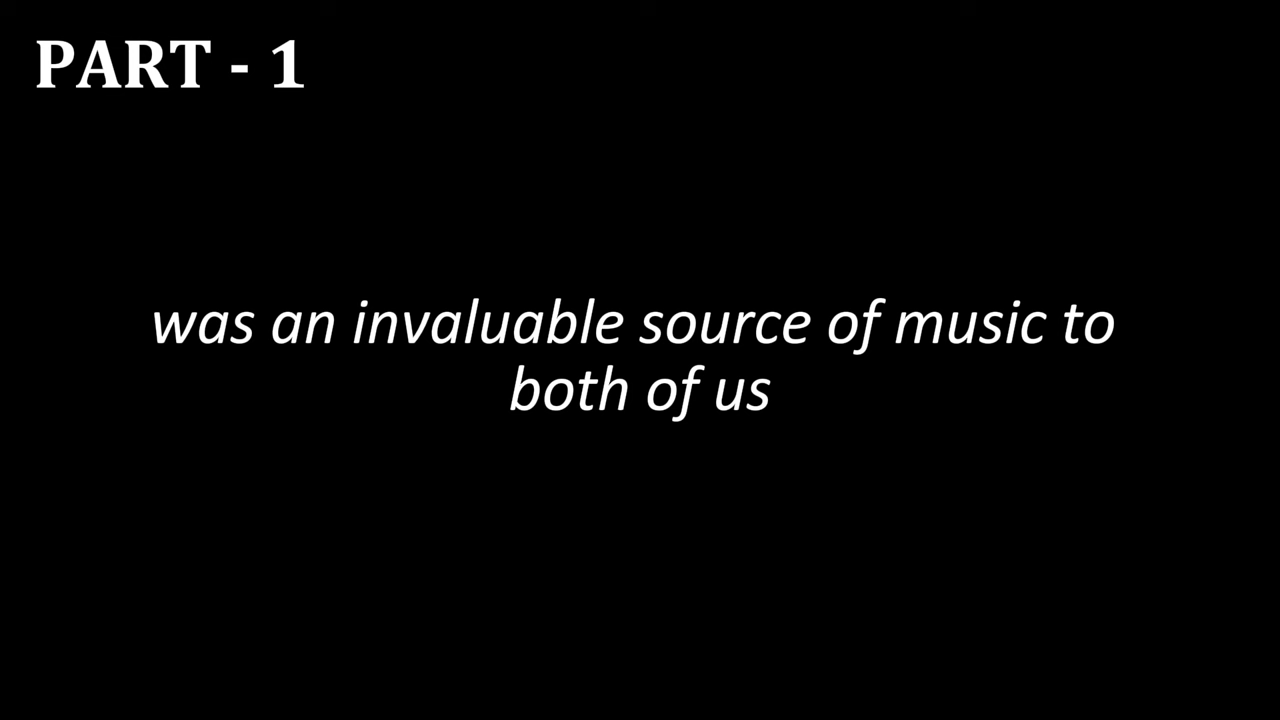 PART - 1
was an invaluable source of music to
both of us